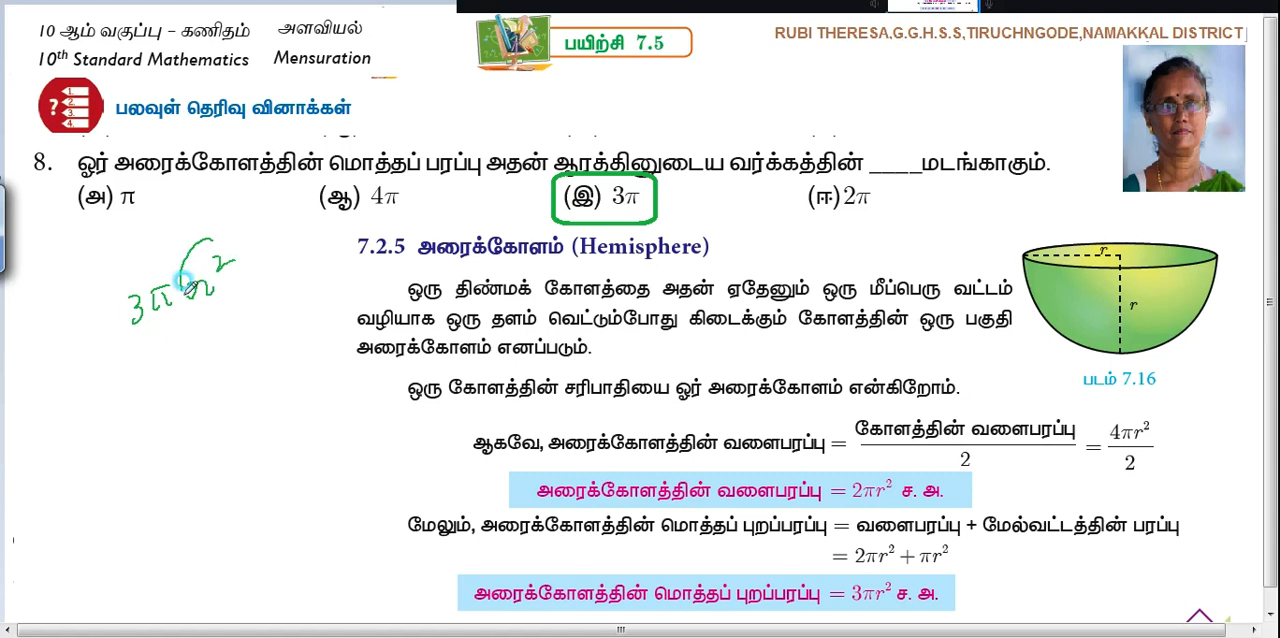 10 ஆம் வகுப்பு – கணிதம் அளவியல்
10th Standard Mathematics Mensuration
பயிற்சி 7.5
RUBI THERESA,G.G.H.S.S,TIRUCHNGODE,NAMAKKAL DISTRICT
பலவுள் தெரிவு வினாக்கள்
8. ஓர் அரைக்கோளத்தின் மொத்தப் பரப்பு அதன் ஆரத்தினுடைய வர்க்கத்தின் ____மடங்காகும்.
(அ) π (ஆ) 4π (இ) 3π (ஈ)2π
3πr²
7.2.5 அரைக்கோளம் (Hemisphere)
ஒரு திண்மக் கோளத்தை அதன் ஏதேனும் ஒரு மீப்பெரு வட்டம்
வழியாக ஒரு தளம் வெட்டும்போது கிடைக்கும் கோளத்தின் ஒரு பகுதி
அரைக்கோளம் எனப்படும்.
r
r
படம் 7.16
ஒரு கோளத்தின் சரிபாதியை ஓர் அரைக்கோளம் என்கிறோம்.
ஆகவே, அரைக்கோளத்தின் வளைபரப்பு = கோளத்தின் வளைபரப்பு / 2 = 4πr² / 2
அரைக்கோளத்தின் வளைபரப்பு = 2πr² ச. அ.
மேலும், அரைக்கோளத்தின் மொத்தப் புறப்பரப்பு = வளைபரப்பு + மேல்வட்டத்தின் பரப்பு
= 2πr² + πr²
அரைக்கோளத்தின் மொத்தப் புறப்பரப்பு = 3πr² ச. அ.